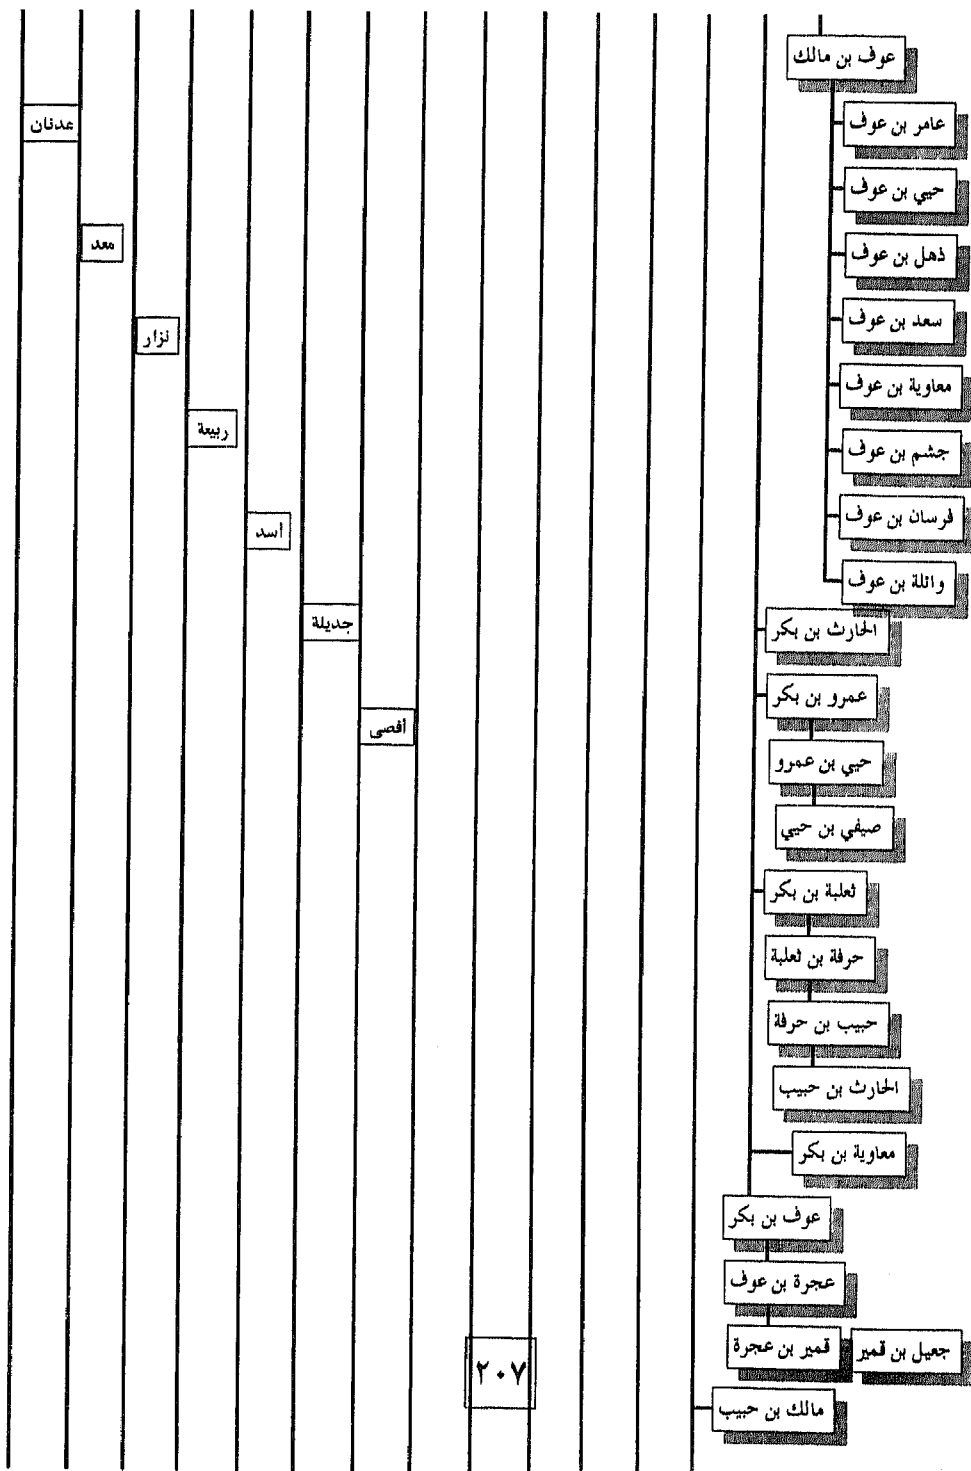 عوف بن مالك
عامر بن عوف
حيي بن عوف
ذهل بن عوف
سعد بن عوف
معاوية بن عوف
جشم بن عوف
فرسان بن عوف
وائلة بن عوف
الحارث بن بكر
عمرو بن بكر
حيي بن عمرو
صيفي بن حيي
ثعلبة بن بكر
حرفة بن ثعلبة
حبيب بن حرفة
الحارث بن حبيب
معاوية بن بكر
عوف بن بكر
عجرة بن عوف
جعيل بن قمير
قمير بن عجرة
مالك بن حبيب
عدنان
معد
نزار
ربيعة
اسد
جديلة
افصى
٢٠٧